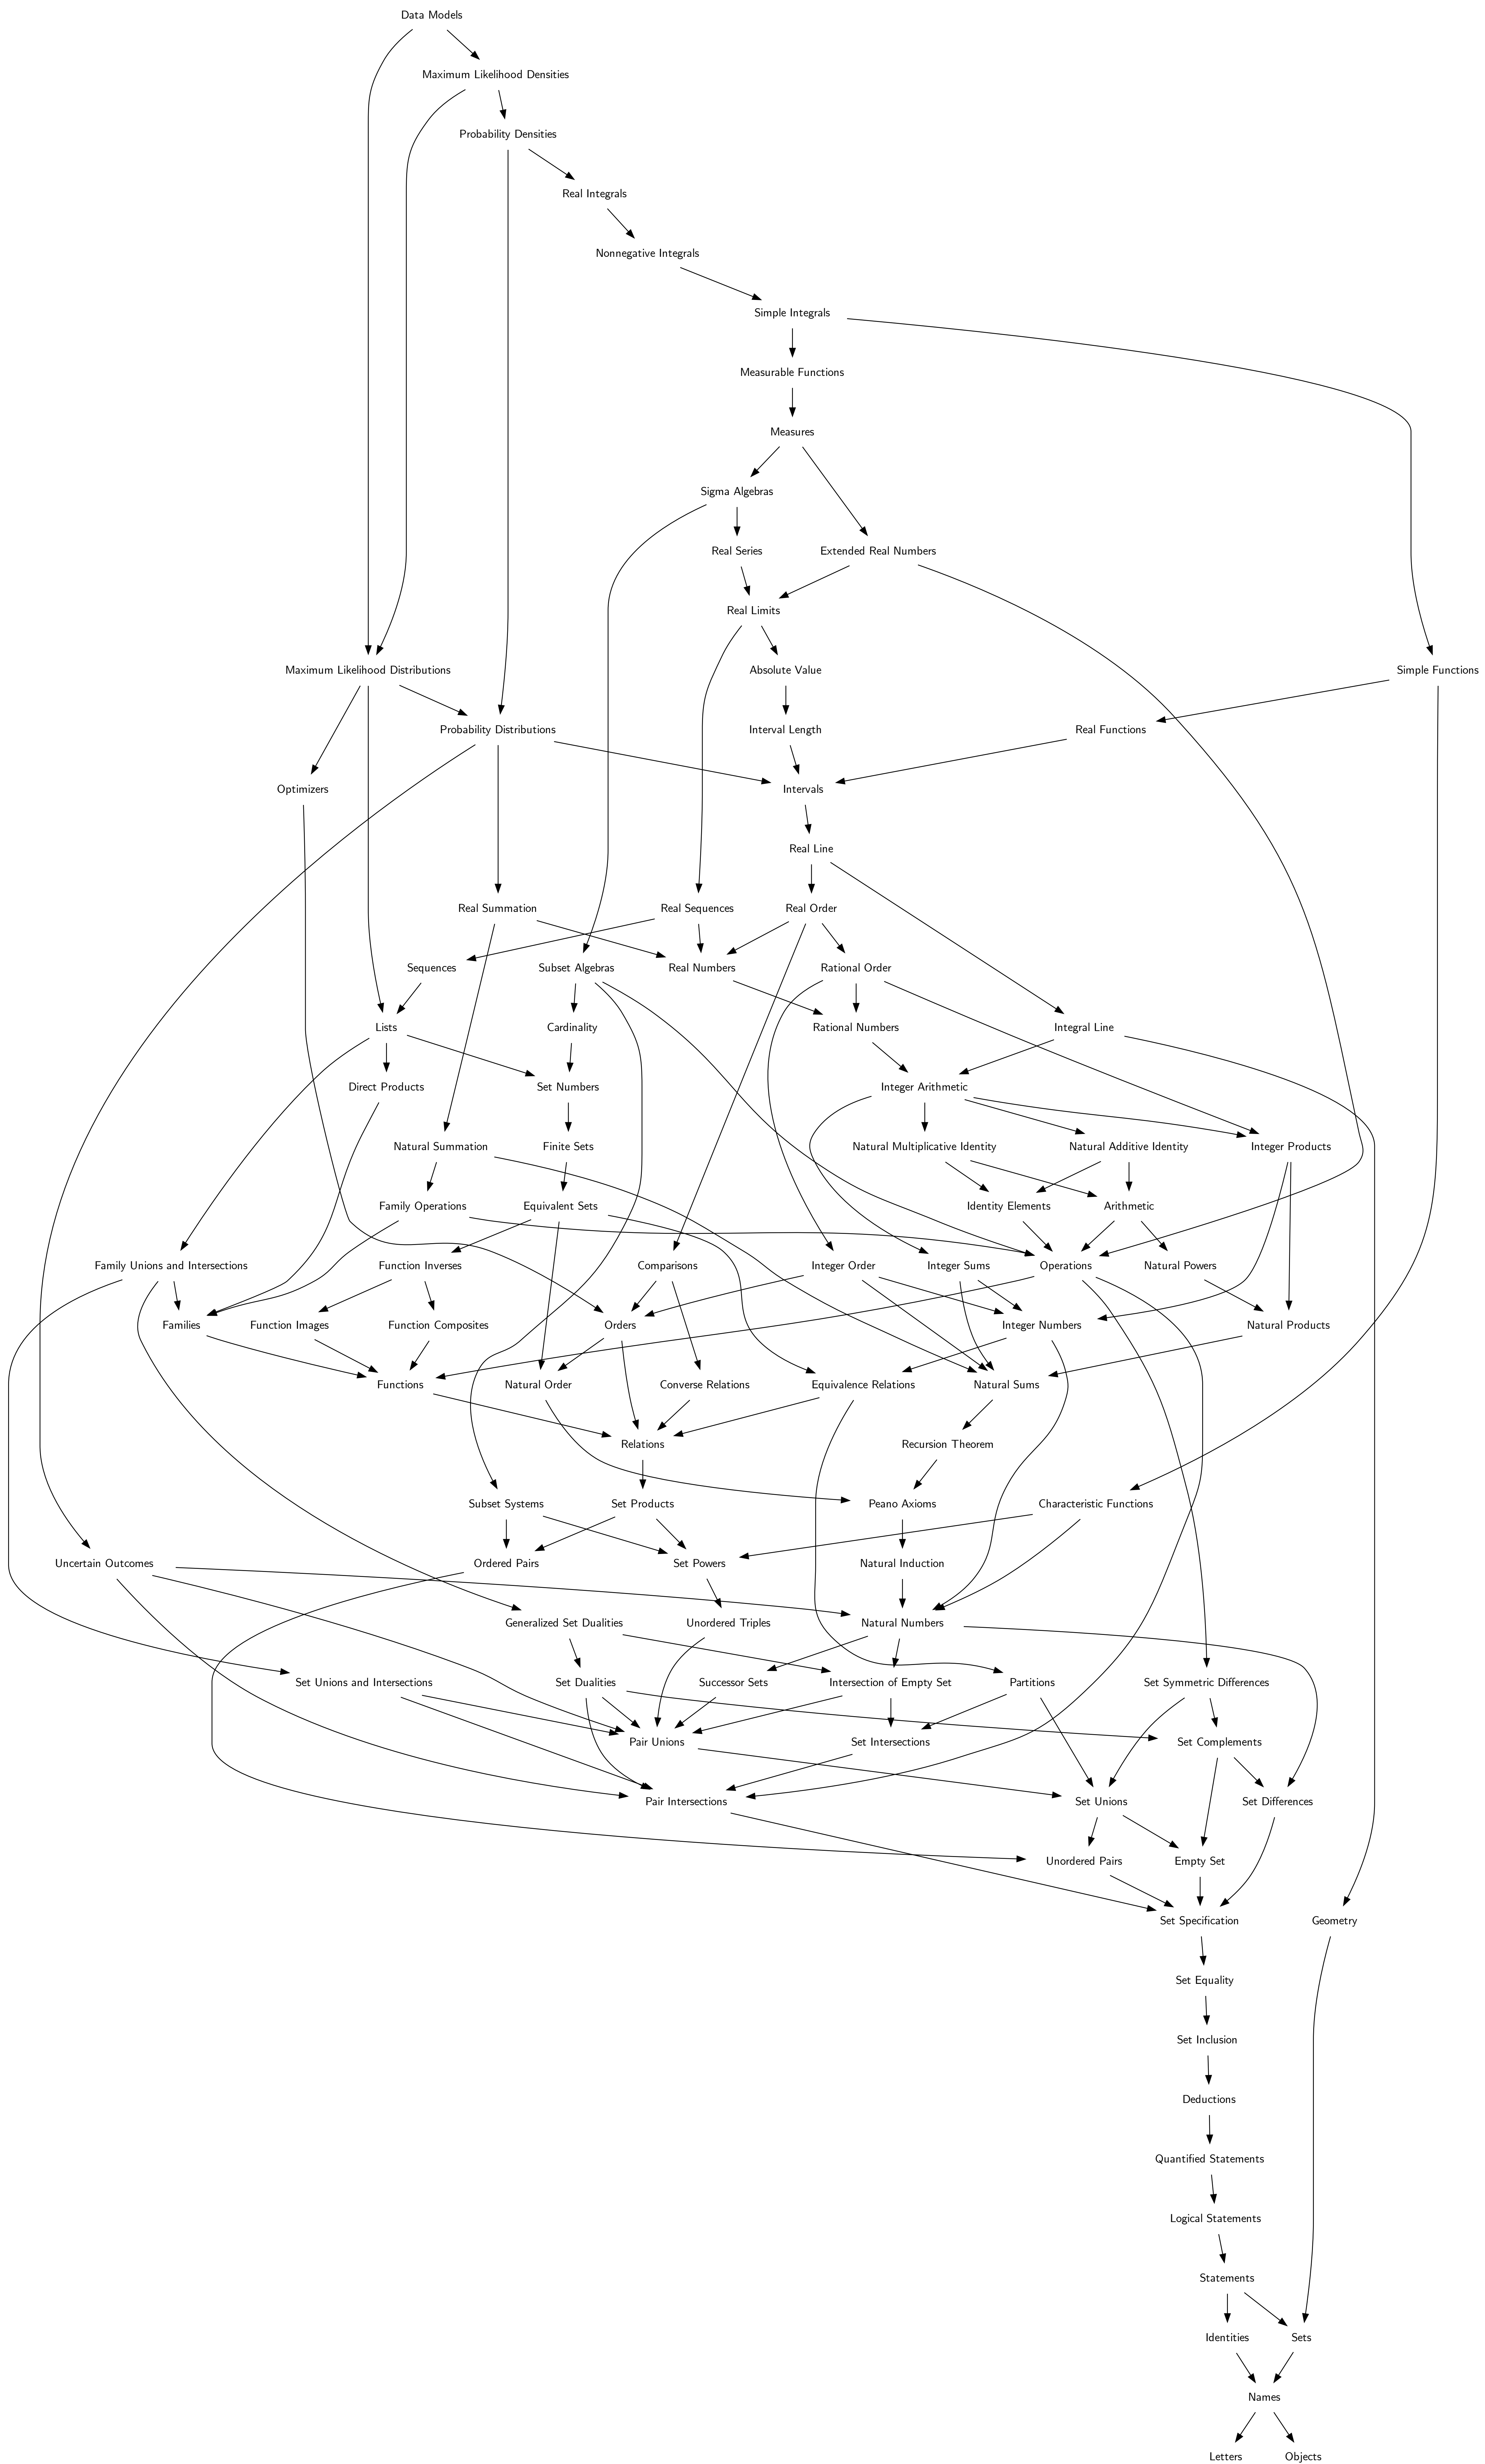 Data Models
Maximum Likelihood Densities
Probability Densities
Real Integrals
Nonnegative Integrals
Simple Integrals
Measurable Functions
Measures
Sigma Algebras
Real Series
Extended Real Numbers
Real Limits
Maximum Likelihood Distributions
Absolute Value
Simple Functions
Probability Distributions
Interval Length
Real Functions
Optimizers
Intervals
Real Line
Real Summation
Real Sequences
Real Order
Sequences
Subset Algebras
Real Numbers
Rational Order
Lists
Cardinality
Rational Numbers
Integral Line
Direct Products
Set Numbers
Integer Arithmetic
Natural Summation
Finite Sets
Natural Multiplicative Identity
Natural Additive Identity
Integer Products
Family Operations
Equivalent Sets
Identity Elements
Arithmetic
Family Unions and Intersections
Function Inverses
Comparisons
Integer Order
Integer Sums
Operations
Natural Powers
Families
Function Images
Function Composites
Orders
Integer Numbers
Natural Products
Functions
Natural Order
Converse Relations
Equivalence Relations
Natural Sums
Relations
Recursion Theorem
Subset Systems
Set Products
Peano Axioms
Characteristic Functions
Uncertain Outcomes
Ordered Pairs
Set Powers
Natural Induction
Generalized Set Dualities
Unordered Triples
Natural Numbers
Set Unions and Intersections
Set Dualities
Successor Sets
Intersection of Empty Set
Partitions
Set Symmetric Differences
Pair Unions
Set Intersections
Set Complements
Pair Intersections
Set Unions
Set Differences
Unordered Pairs
Empty Set
Set Specification
Geometry
Set Equality
Set Inclusion
Deductions
Quantified Statements
Logical Statements
Statements
Identities
Sets
Names
Letters
Objects